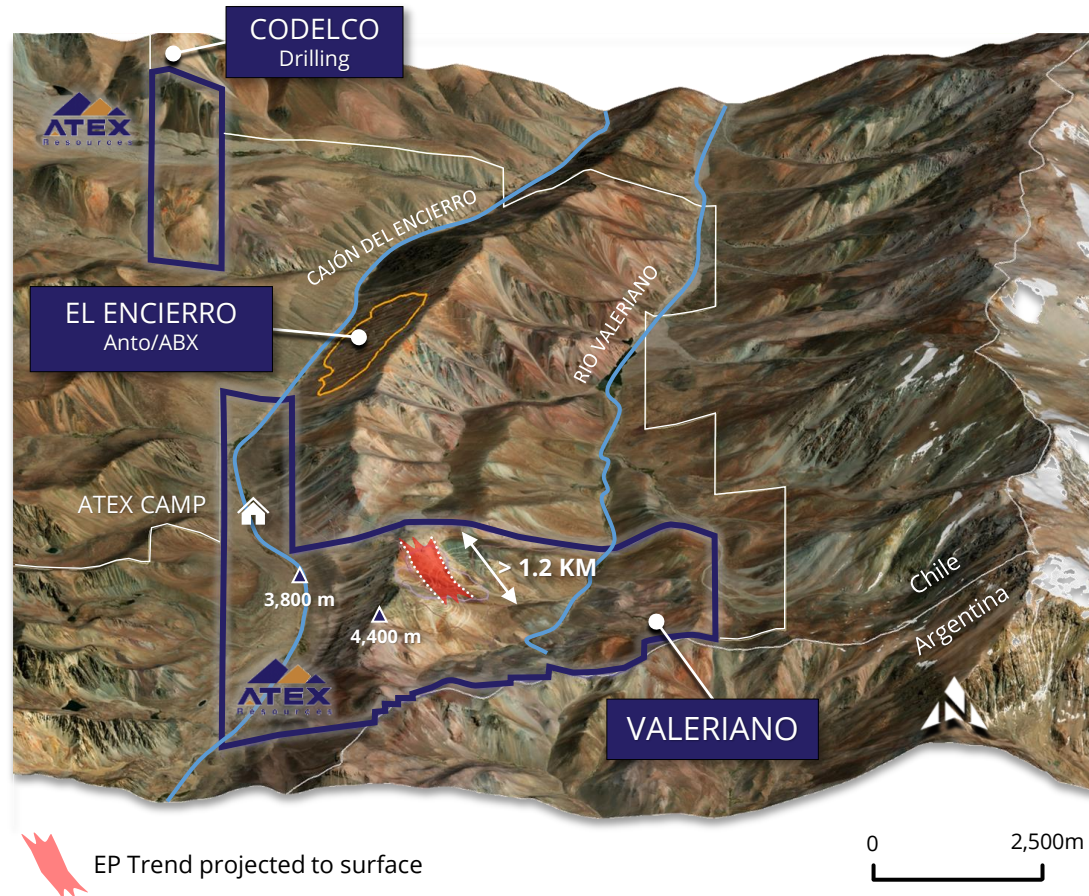 CODELCO
Drilling
ATEX
Resources
CAJÓN DEL ENCIERRO
EL ENCIERRO
Anto/ABX
RIO VALERIANO
ATEX CAMP
> 1.2 KM
3,800 m
4,400 m
Chile
Argentina
ATEX
Resources
VALERIANO
N
EP Trend projected to surface
0
2,500m